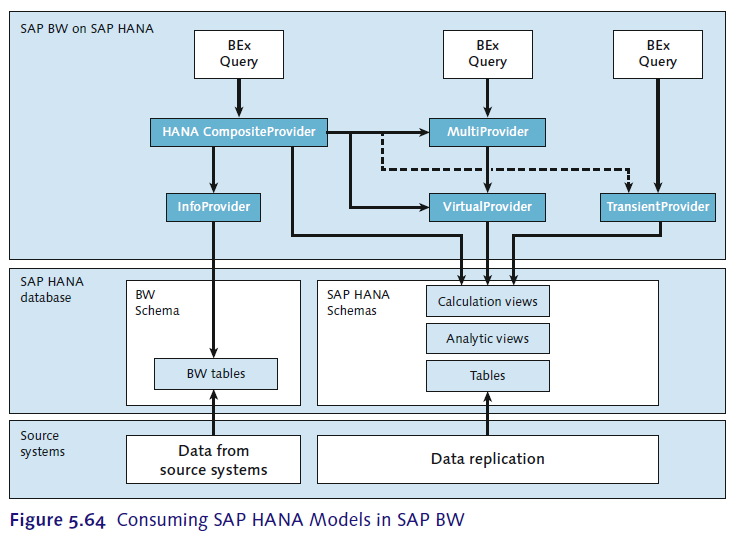 SAP BW on SAP HANA
BEx
Query
BEx
Query
BEx
Query
HANA CompositeProvider
MultiProvider
InfoProvider
VirtualProvider
TransientProvider
SAP HANA
database
BW
Schema
SAP HANA
Schemas
Calculation views
Analytic views
BW tables
Tables
Source
systems
Data from
source systems
Data replication
Figure 5.64 Consuming SAP HANA Models in SAP BW